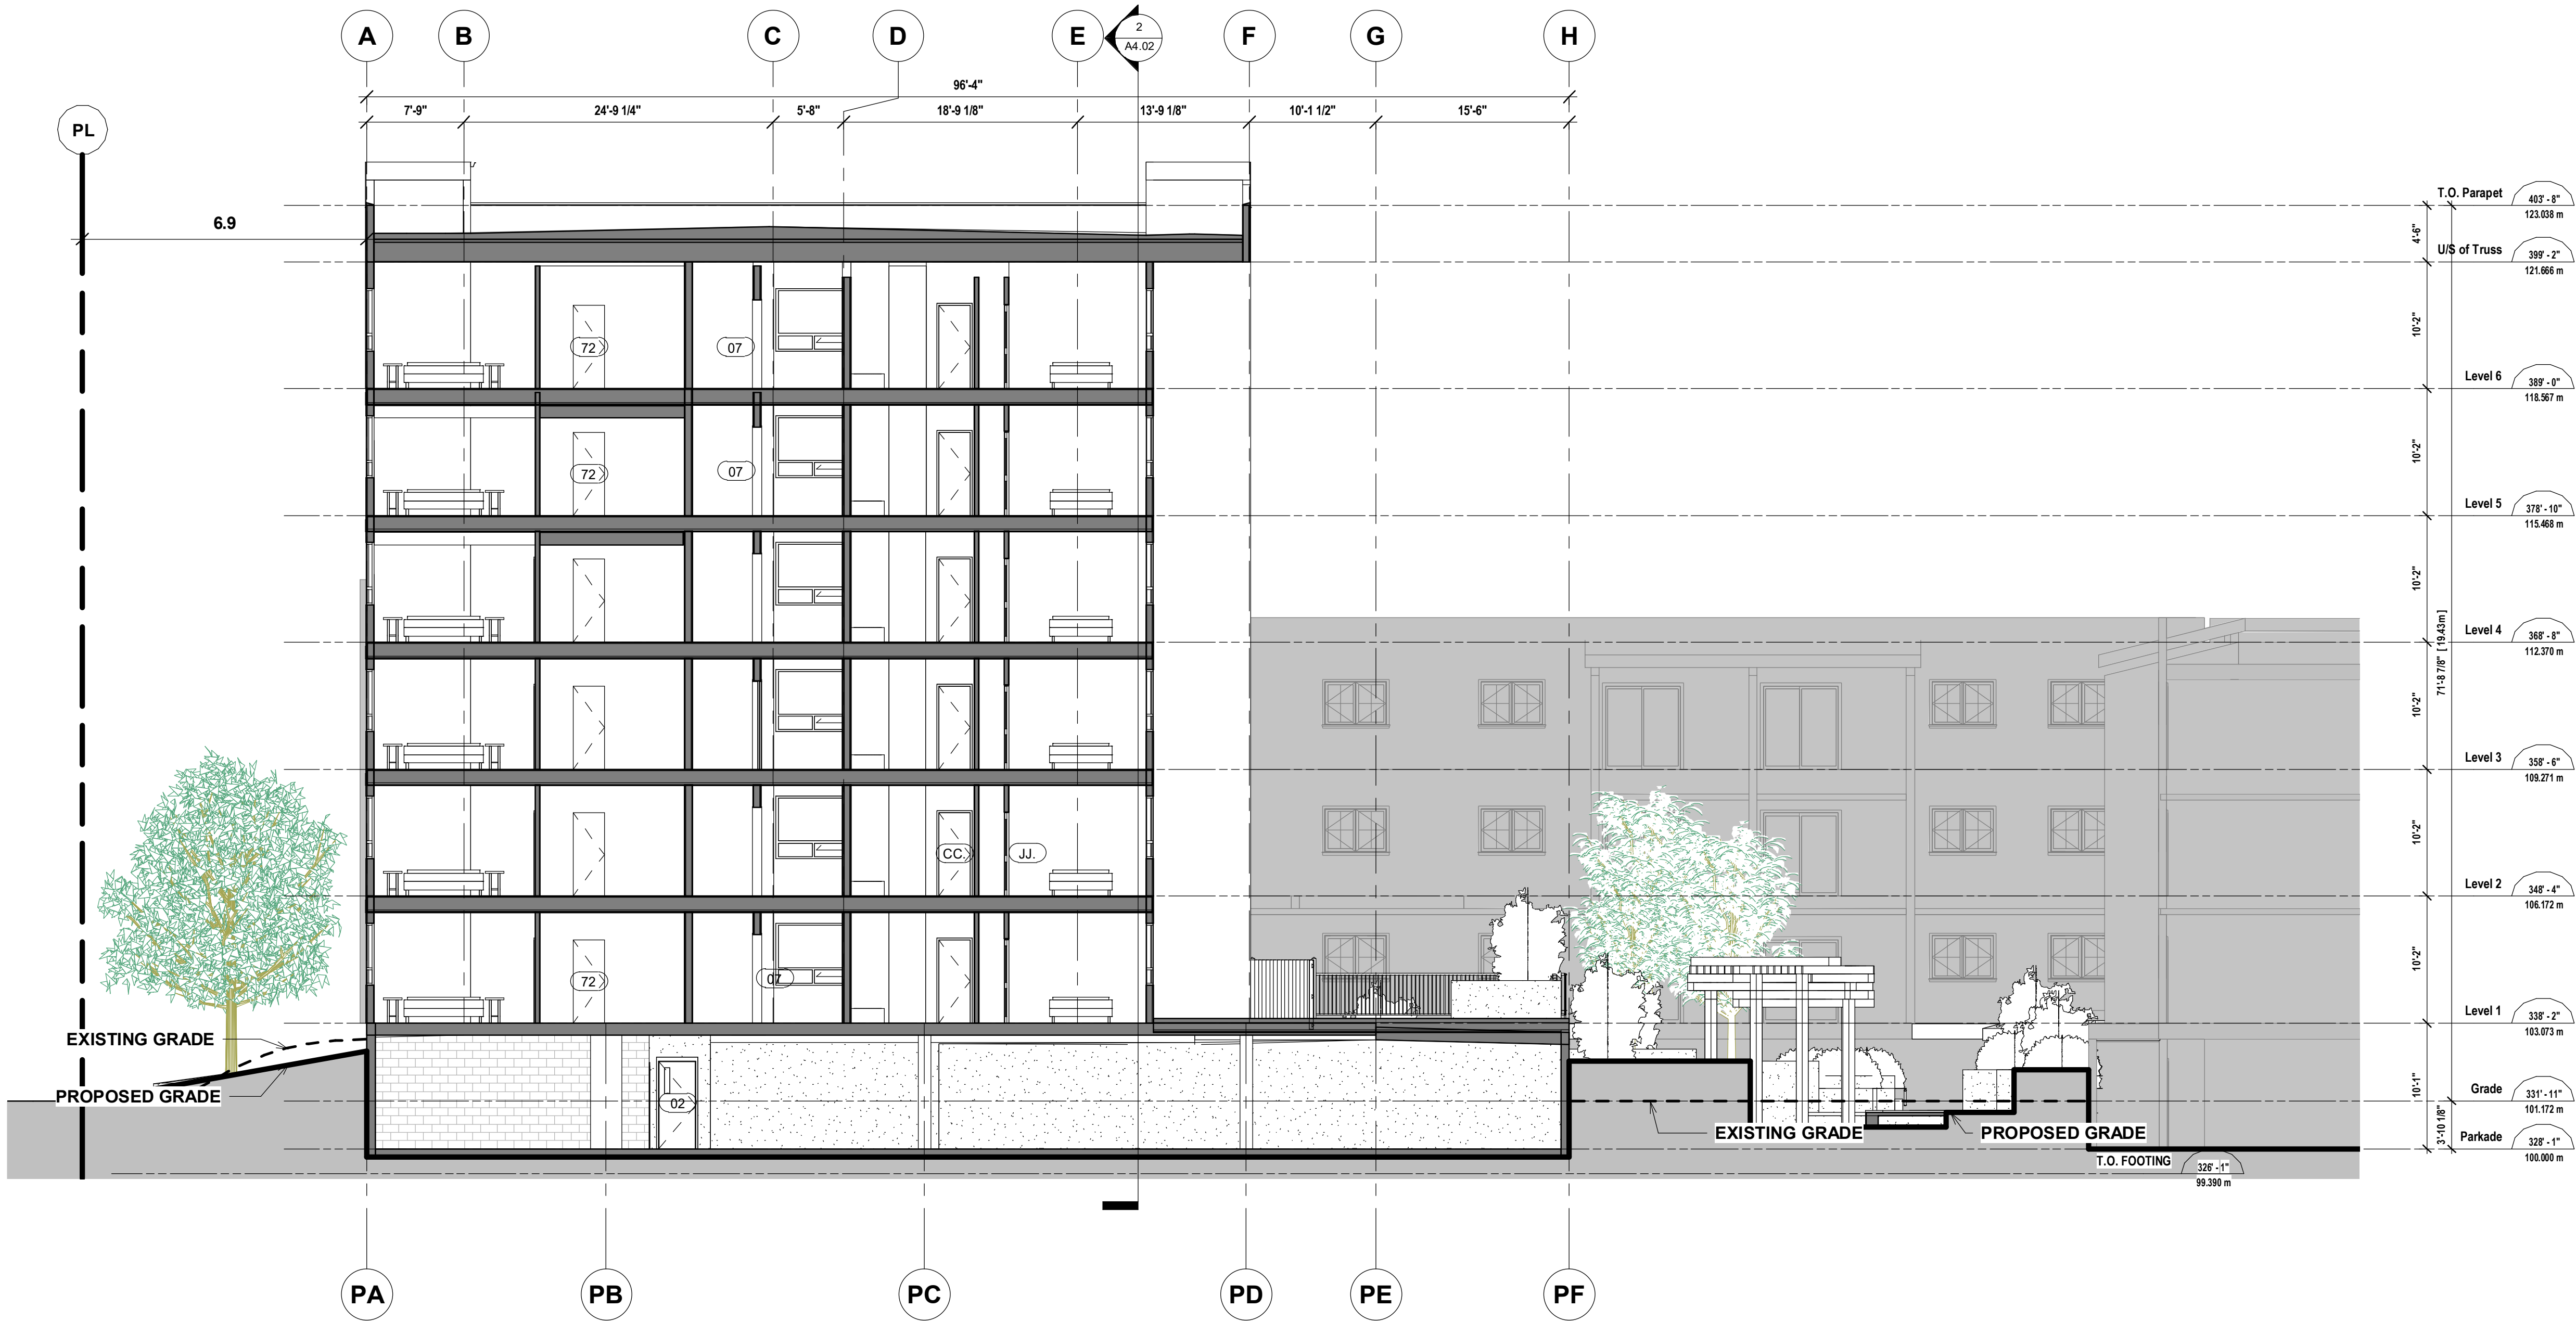 A B C D E F G H
2
A4.02
96'-4"
7'-9" 24'-9 1/4" 5'-8" 18'-9 1/8" 13'-9 1/8" 10'-1 1/2" 15'-6"
PL
6.9
T.O. Parapet 403' - 8"
123.038 m
4'-6"
U/S of Truss 399' - 2"
121.666 m
10'-2"
72 07
Level 6 389' - 0"
118.567 m
10'-2"
72 07
Level 5 378' - 10"
115.468 m
10'-2"
Level 4 368' - 8"
112.370 m
71'-8 7/8" [ 19.43m]
10'-2"
Level 3 358' - 6"
109.271 m
10'-2"
CC. JJ.
Level 2 348' - 4"
106.172 m
10'-2"
72 07
Level 1 338' - 2"
103.073 m
EXISTING GRADE
10'-1"
PROPOSED GRADE
02
Grade 331' - 11"
101.172 m
EXISTING GRADE PROPOSED GRADE
3'-10 1/8"
Parkade 328' - 1"
100.000 m
T.O. FOOTING 326' - 1"
99.390 m
PA PB PC PD PE PF